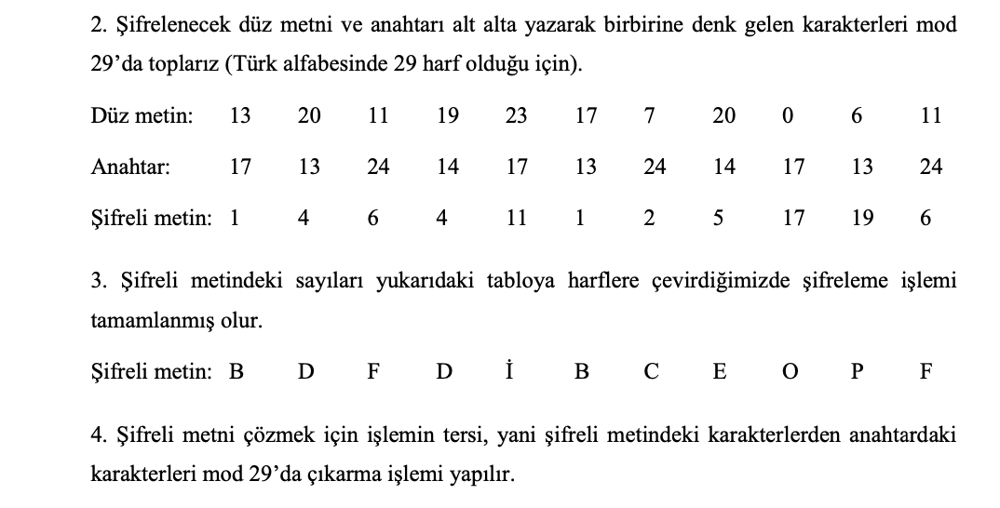 2. Şifrelenecek düz metni ve anahtarı alt alta yazarak birbirine denk gelen karakterleri mod
29’da toplarız (Türk alfabesinde 29 harf olduğu için).
Düz metin: 13 20 11 19 23 17 7 20 0 6 11
Anahtar: 17 13 24 14 17 13 24 14 17 13 24
Şifreli metin: 1 4 6 4 11 1 2 5 17 19 6
3. Şifreli metindeki sayıları yukarıdaki tabloya harflere çevirdiğimizde şifreleme işlemi
tamamlanmış olur.
Şifreli metin: B D F D İ B C E O P F
4. Şifreli metni çözmek için işlemin tersi, yani şifreli metindeki karakterlerden anahtardaki
karakterleri mod 29’da çıkarma işlemi yapılır.